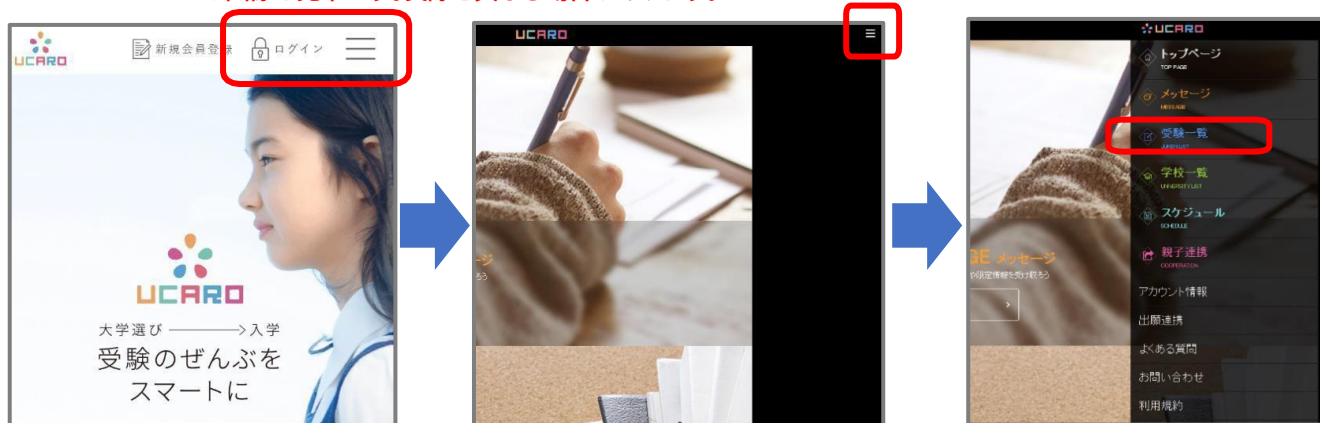 UCARO
新規会員登録
ログイン
UCARO
大学選び
入学
受験のぜんぶを
スマートに
UCARO
UCARO
トップページ
TOP PAGE
メッセージ
MESSAGE
受験一覧
学校一覧
UNIVERSITY LIST
スケジュール
SCHEDULE
親子連携
COOPERATION
アカウント情報
出願連携
よくある質問
お問い合わせ
利用規約
メッセージ